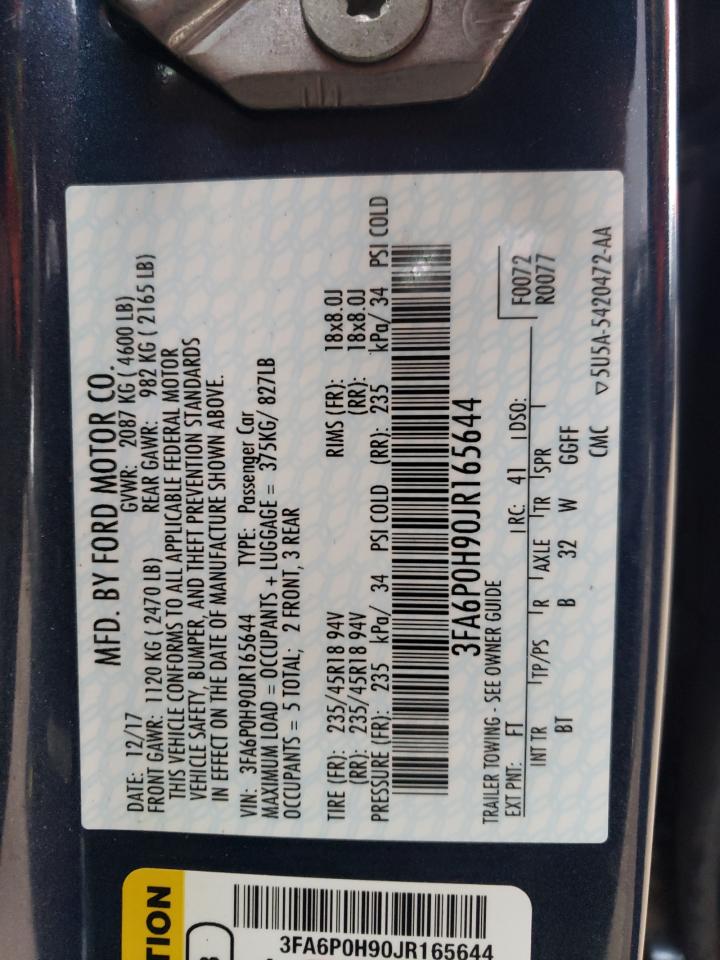 MFD. BY FORD MOTOR CO.
DATE: 12/17 GVWR: 2087 KG ( 4600 LB)
FRONT GAWR: 1120 KG ( 2470 LB) REAR GAWR: 982 KG ( 2165 LB)
THIS VEHICLE CONFORMS TO ALL APPLICABLE FEDERAL MOTOR
VEHICLE SAFETY, BUMPER, AND THEFT PREVENTION STANDARDS
IN EFFECT ON THE DATE OF MANUFACTURE SHOWN ABOVE.
VIN: 3FA6P0H90JR165644 TYPE: Passenger Car
MAXIMUM LOAD = OCCUPANTS + LUGGAGE = 375KG/ 827LB
OCCUPANTS = 5 TOTAL; 2 FRONT, 3 REAR
TIRE (FR): 235/45R18 94V RIMS (FR): 18x8.0J
(RR): 235/45R18 94V (RR): 18x8.0J
PRESSURE (FR): 235 kPa/ 34 PSI COLD (RR): 235 kPa/ 34 PSI COLD
3FA6P0H90JR165644
TRAILER TOWING - SEE OWNER GUIDE
EXT PNT: FT RC: 41 DSO: F0072
R0077
INT TR TP/PS R AXLE TR SPR
BT B 32 W GGFF
CMC ▽5U5A-5420472-AA
TION
3FA6P0H90JR165644